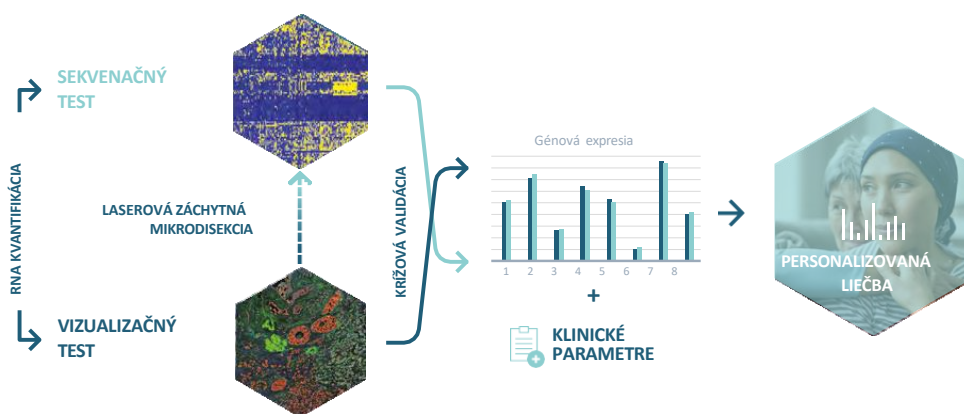 SEKVENAČNÝ
TEST
RNA KVANTIFIKÁCIA
LASEROVÁ ZÁCHYTNÁ
MIKRODISEKCIA
VIZUALIZAČNÝ
TEST
KRÍŽOVÁ VALIDÁCIA
Génová expresia
1 2 3 4 5 6 7 8
+
KLINICKÉ
PARAMETRE
PERSONALIZOVANÁ
LIEČBA